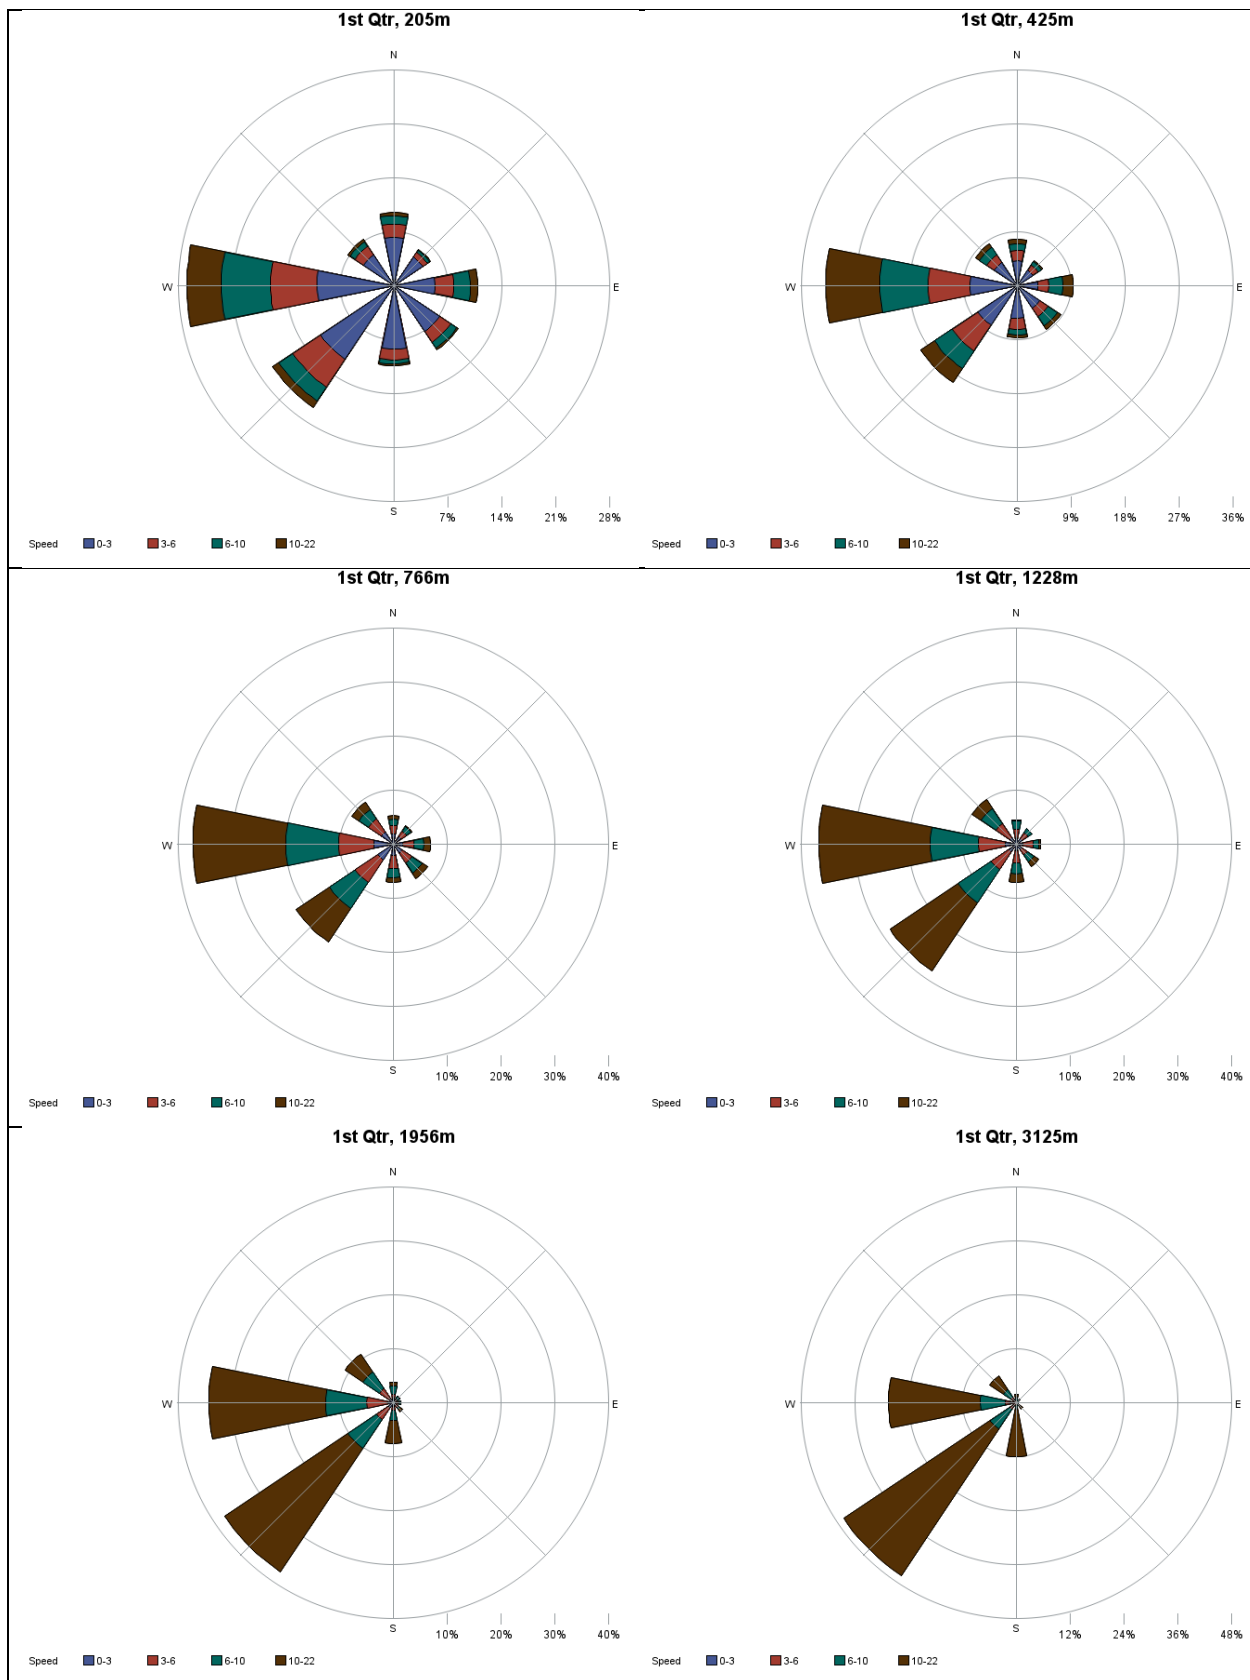 1st Qtr, 205m
N
W
E
S
7% 14% 21% 28%
Speed 0-3 3-6 6-10 10-22
1st Qtr, 425m
N
W
E
S
9% 18% 27% 36%
Speed 0-3 3-6 6-10 10-22
1st Qtr, 766m
N
W
E
S
10% 20% 30% 40%
Speed 0-3 3-6 6-10 10-22
1st Qtr, 1228m
N
W
E
S
10% 20% 30% 40%
Speed 0-3 3-6 6-10 10-22
1st Qtr, 1956m
N
W
E
S
10% 20% 30% 40%
Speed 0-3 3-6 6-10 10-22
1st Qtr, 3125m
N
W
E
S
12% 24% 36% 48%
Speed 0-3 3-6 6-10 10-22